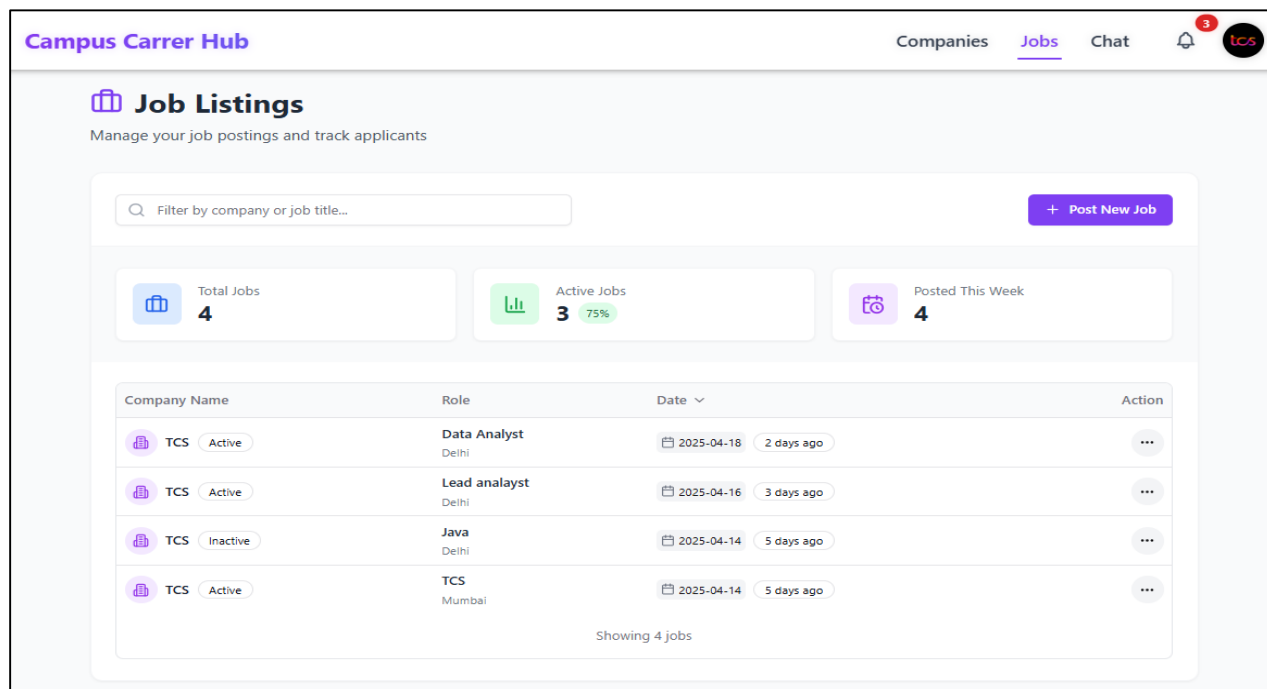 Campus Carrer Hub
Companies Jobs Chat 3 tcs
Job Listings
Manage your job postings and track applicants
Filter by company or job title...
+ Post New Job
Total Jobs
4
Active Jobs
3 75%
Posted This Week
4
Company Name Role Date Action
TCS Active Data Analyst Delhi 2025-04-18 2 days ago ...
TCS Active Lead analayst Delhi 2025-04-16 3 days ago ...
TCS Inactive Java Delhi 2025-04-14 5 days ago ...
TCS Active TCS Mumbai 2025-04-14 5 days ago ...
Showing 4 jobs